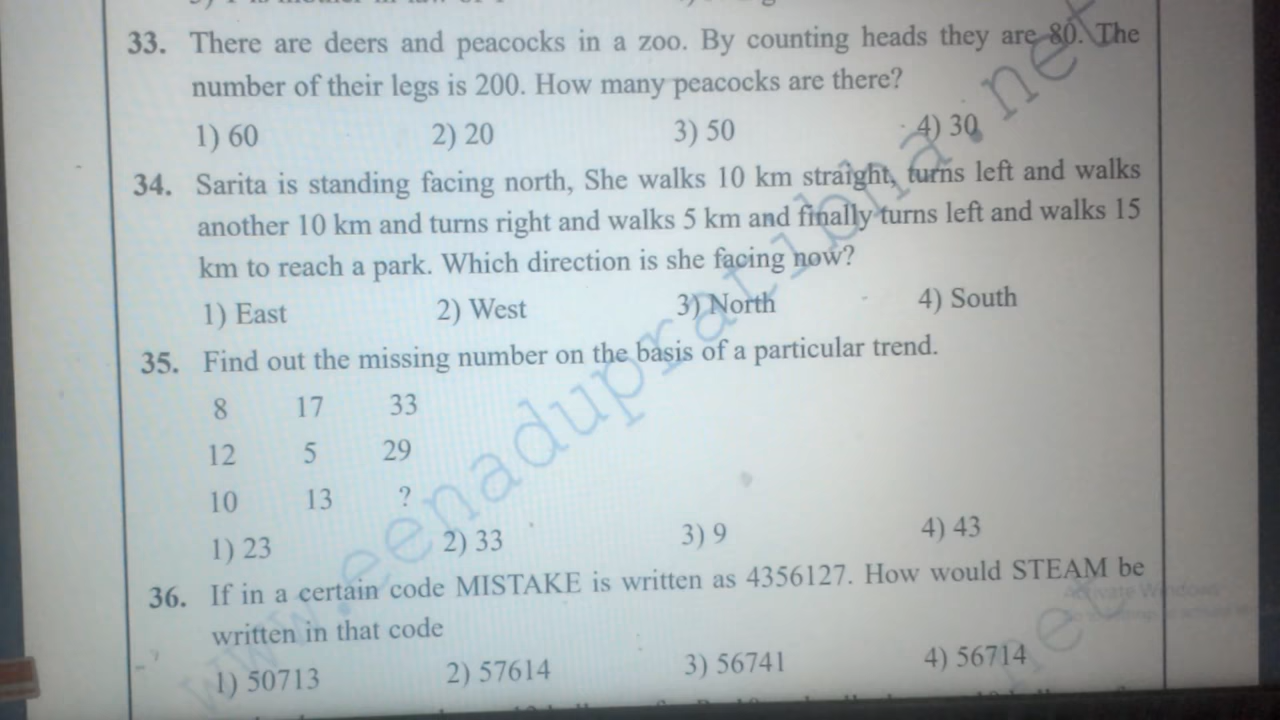 33. There are deers and peacocks in a zoo. By counting heads they are 80. The
number of their legs is 200. How many peacocks are there?
1) 60 2) 20 3) 50 4) 30
34. Sarita is standing facing north, She walks 10 km straight, turns left and walks
another 10 km and turns right and walks 5 km and finally turns left and walks 15
km to reach a park. Which direction is she facing now?
1) East 2) West 3) North 4) South
35. Find out the missing number on the basis of a particular trend.
8 17 33
12 5 29
10 13 ?
1) 23 2) 33 3) 9 4) 43
36. If in a certain code MISTAKE is written as 4356127. How would STEAM be
written in that code
1) 50713 2) 57614 3) 56741 4) 56714
www.eenadupratibha.net
net
Activate Windows